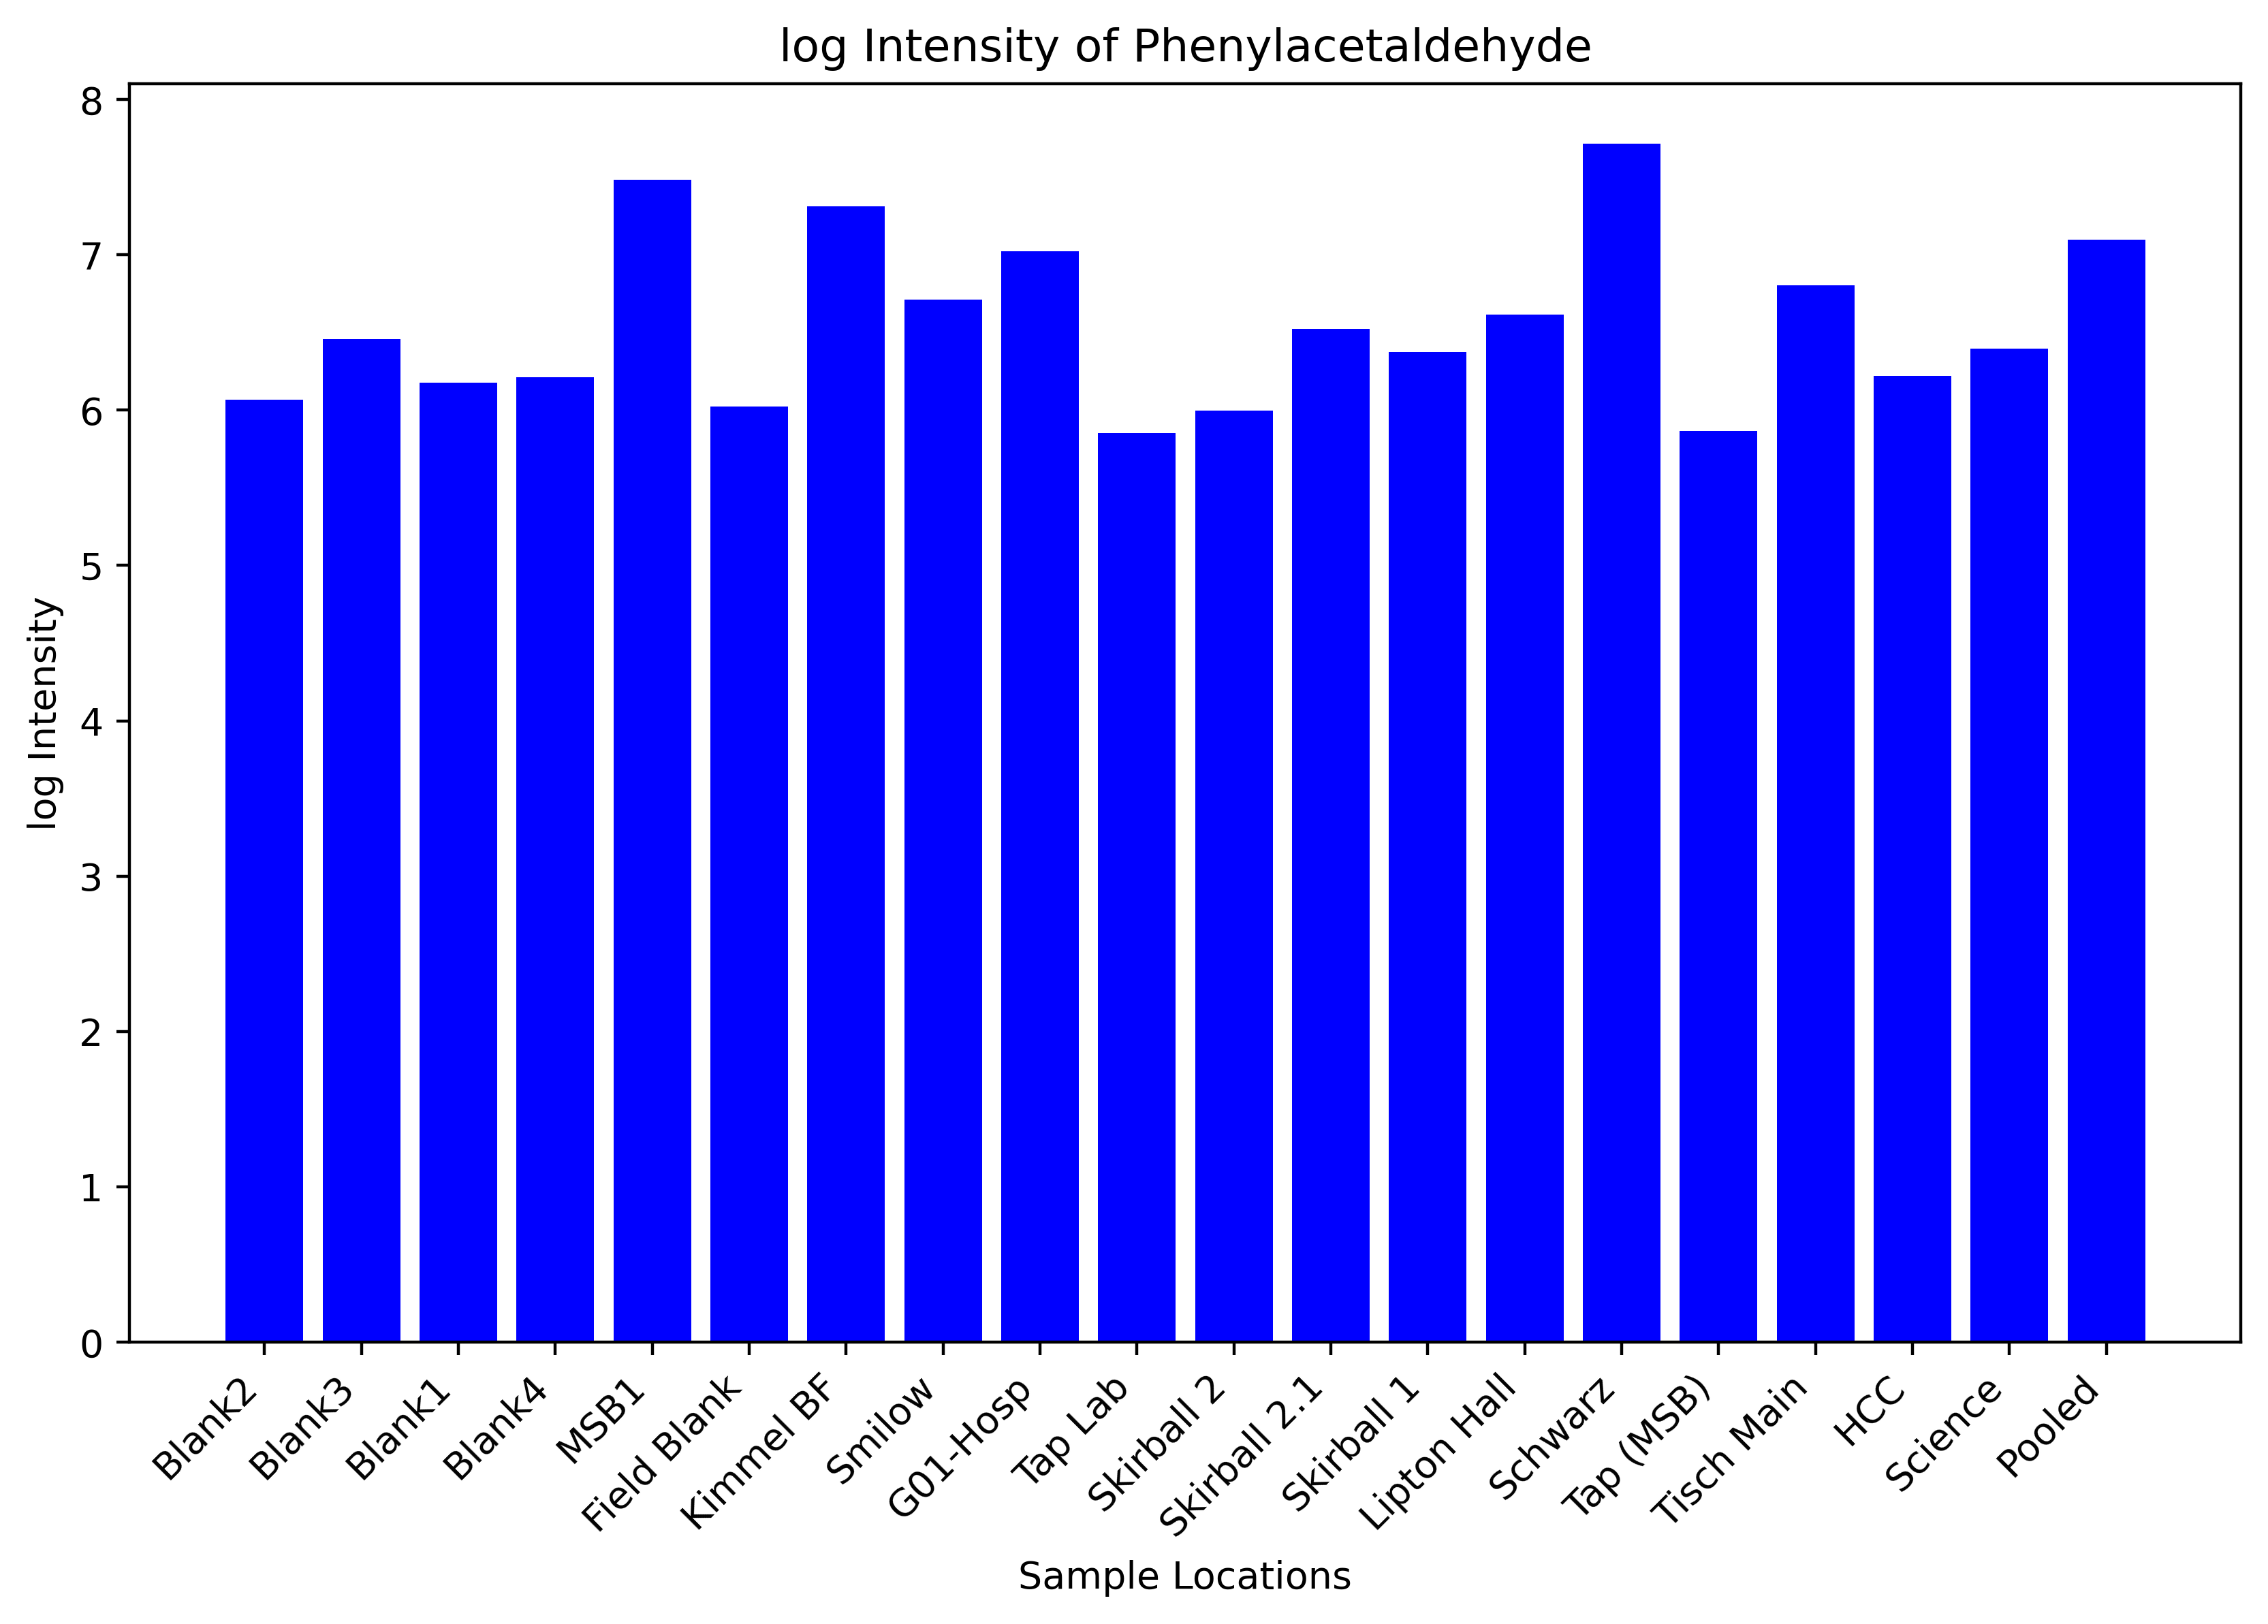 log Intensity of Phenylacetaldehyde
8
7
6
5
4
3
2
1
0
log Intensity
Blank2
Blank3
Blank1
Blank4
MSB1
Field Blank
Kimmel BF
Smilow
G01-Hosp
Tap Lab
Skirball 2
Skirball 2.1
Skirball 1
Lipton Hall
Schwarz
Tap (MSB)
Tisch Main
HCC
Science
Pooled
Sample Locations